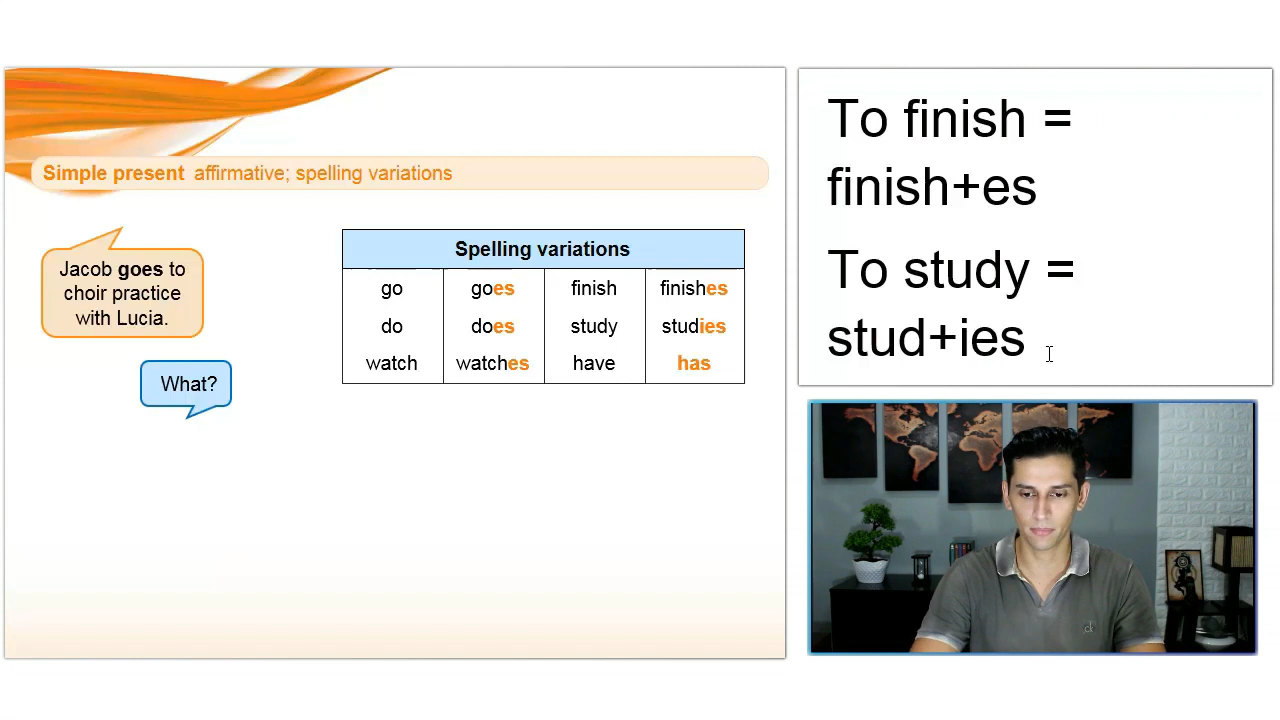 Simple present affirmative; spelling variations
Jacob goes to
choir practice
with Lucia.
What?
Spelling variations
go goes finish finishes
do does study studies
watch watches have has
To finish =
finish+es
To study =
stud+ies
ck